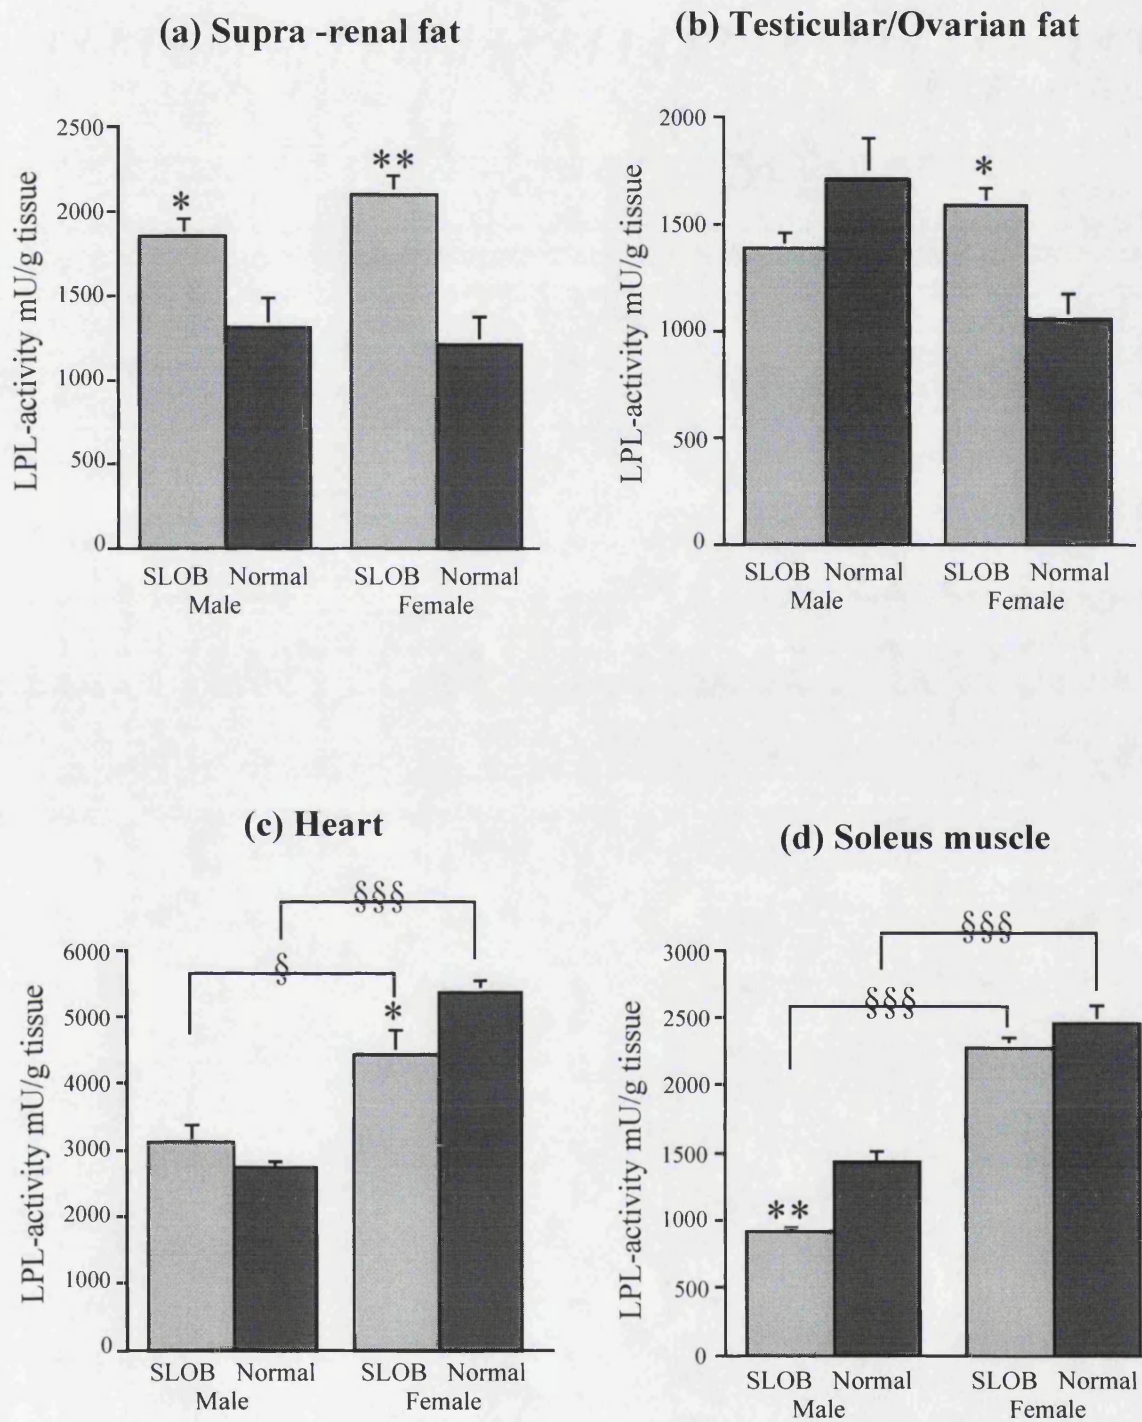 (a) Supra -renal fat
LPL-activity mU/g tissue
2500
2000
1500
1000
500
0
*
**
SLOB Normal SLOB Normal
Male Female
(b) Testicular/Ovarian fat
LPL-activity mU/g tissue
2000
1500
1000
500
0
*
SLOB Normal SLOB Normal
Male Female
(c) Heart
LPL-activity mU/g tissue
6000
5000
4000
3000
2000
1000
0
§§§
§
*
SLOB Normal SLOB Normal
Male Female
(d) Soleus muscle
LPL-activity mU/g tissue
3000
2500
2000
1500
1000
500
0
§§§
§§§
**
SLOB Normal SLOB Normal
Male Female